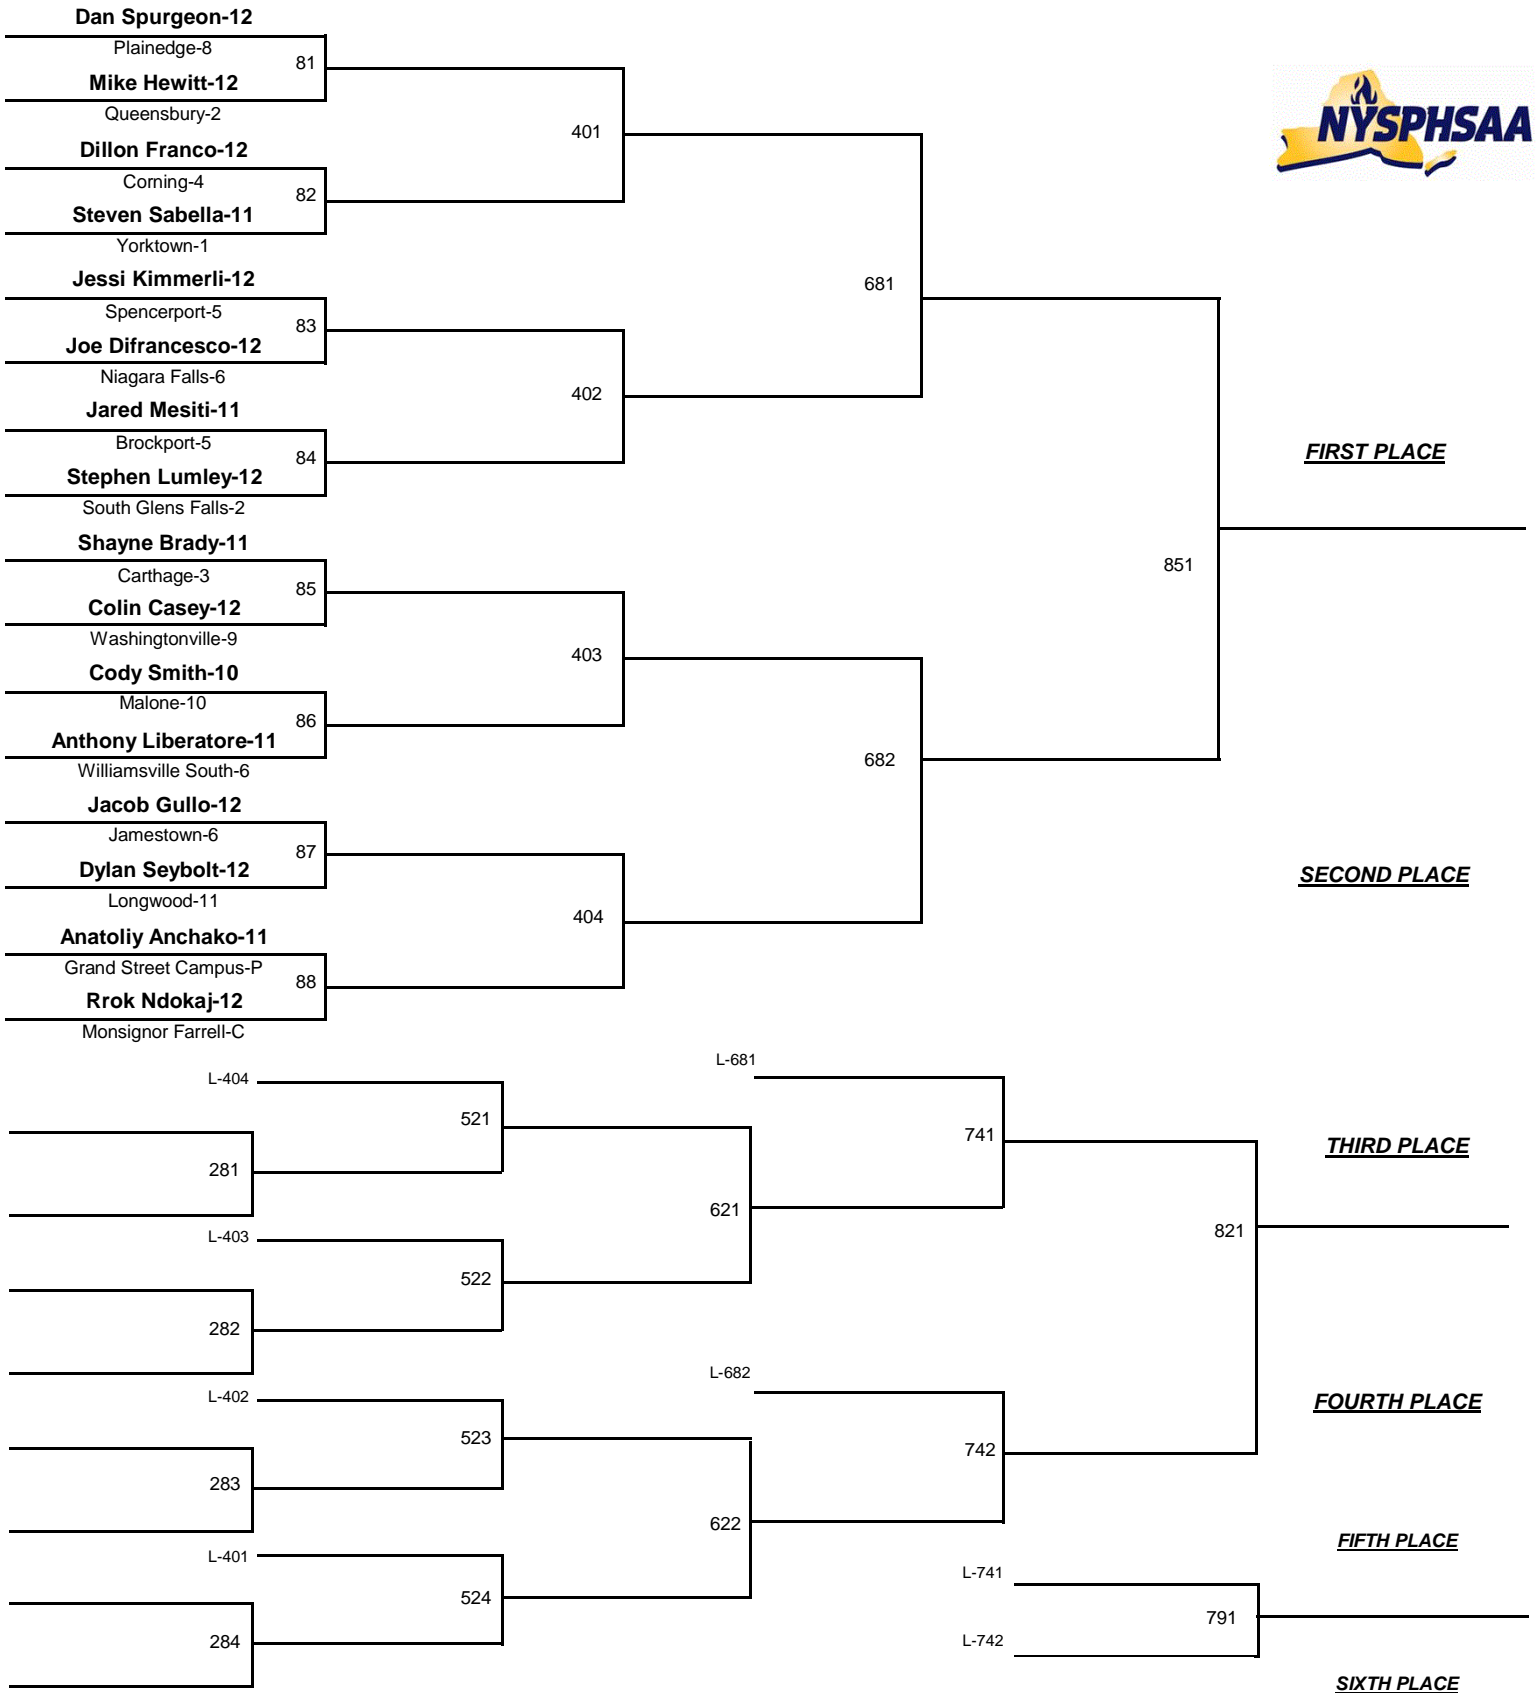 Dan Spurgeon-12
Plainedge-8
81
Mike Hewitt-12
Queensbury-2
401
NYSPHSAA
Dillon Franco-12
Corning-4
82
Steven Sabella-11
Yorktown-1
Jessi Kimmerli-12
681
Spencerport-5
83
Joe Difrancesco-12
Niagara Falls-6
402
Jared Mesiti-11
Brockport-5
84
FIRST PLACE
Stephen Lumley-12
South Glens Falls-2
Shayne Brady-11
851
Carthage-3
85
Colin Casey-12
Washingtonville-9
403
Cody Smith-10
Malone-10
86
Anthony Liberatore-11
682
Williamsville South-6
Jacob Gullo-12
Jamestown-6
87
Dylan Seybolt-12
SECOND PLACE
Longwood-11
404
Anatoliy Anchako-11
Grand Street Campus-P
88
Rrok Ndokaj-12
Monsignor Farrell-C
L-681
L-404
521
741
THIRD PLACE
281
621
L-403
821
522
282
L-682
L-402
FOURTH PLACE
523
742
283
622
FIFTH PLACE
L-401
L-741
524
791
284
L-742
SIXTH PLACE